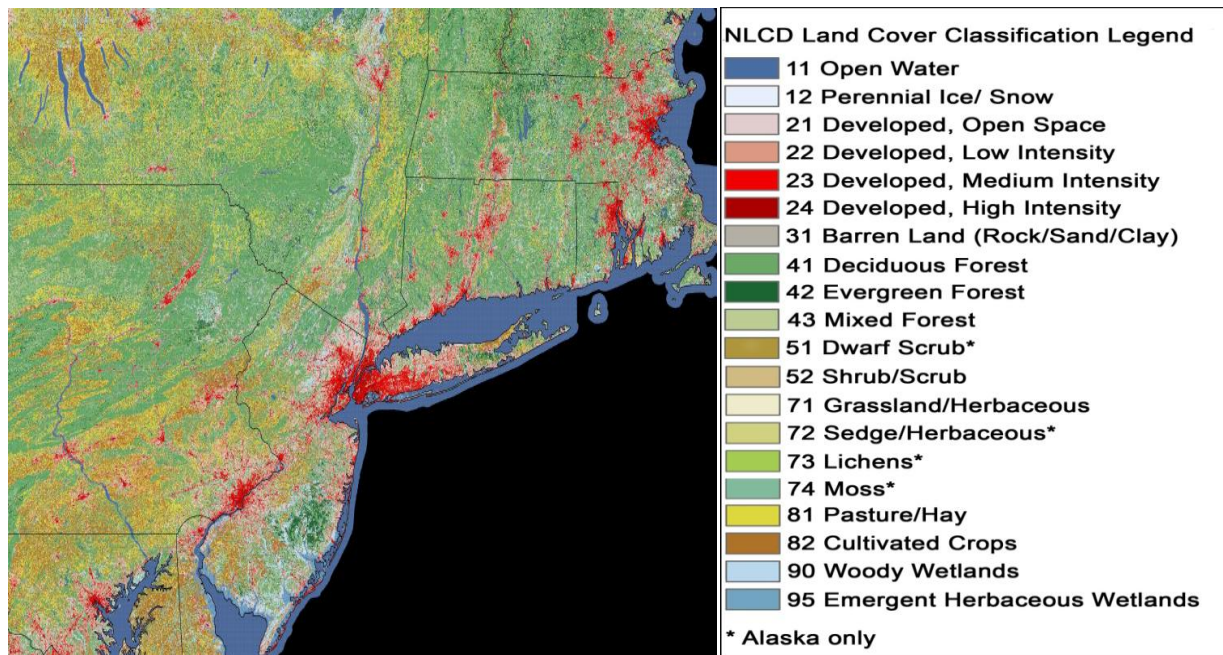 NLCD Land Cover Classification Legend
11 Open Water
12 Perennial Ice/ Snow
21 Developed, Open Space
22 Developed, Low Intensity
23 Developed, Medium Intensity
24 Developed, High Intensity
31 Barren Land (Rock/Sand/Clay)
41 Deciduous Forest
42 Evergreen Forest
43 Mixed Forest
51 Dwarf Scrub*
52 Shrub/Scrub
71 Grassland/Herbaceous
72 Sedge/Herbaceous*
73 Lichens*
74 Moss*
81 Pasture/Hay
82 Cultivated Crops
90 Woody Wetlands
95 Emergent Herbaceous Wetlands
* Alaska only